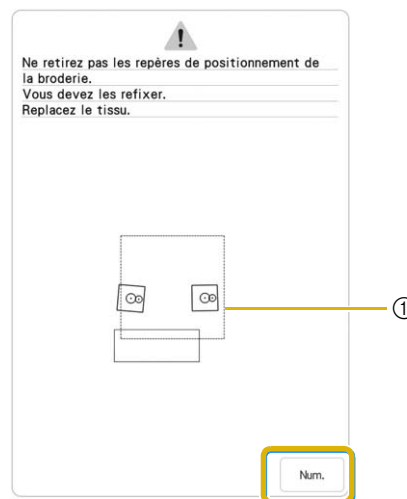 Ne retirez pas les repères de positionnement de
la broderie.
Vous devez les refixer.
Replacez le tissu.
①
Num.